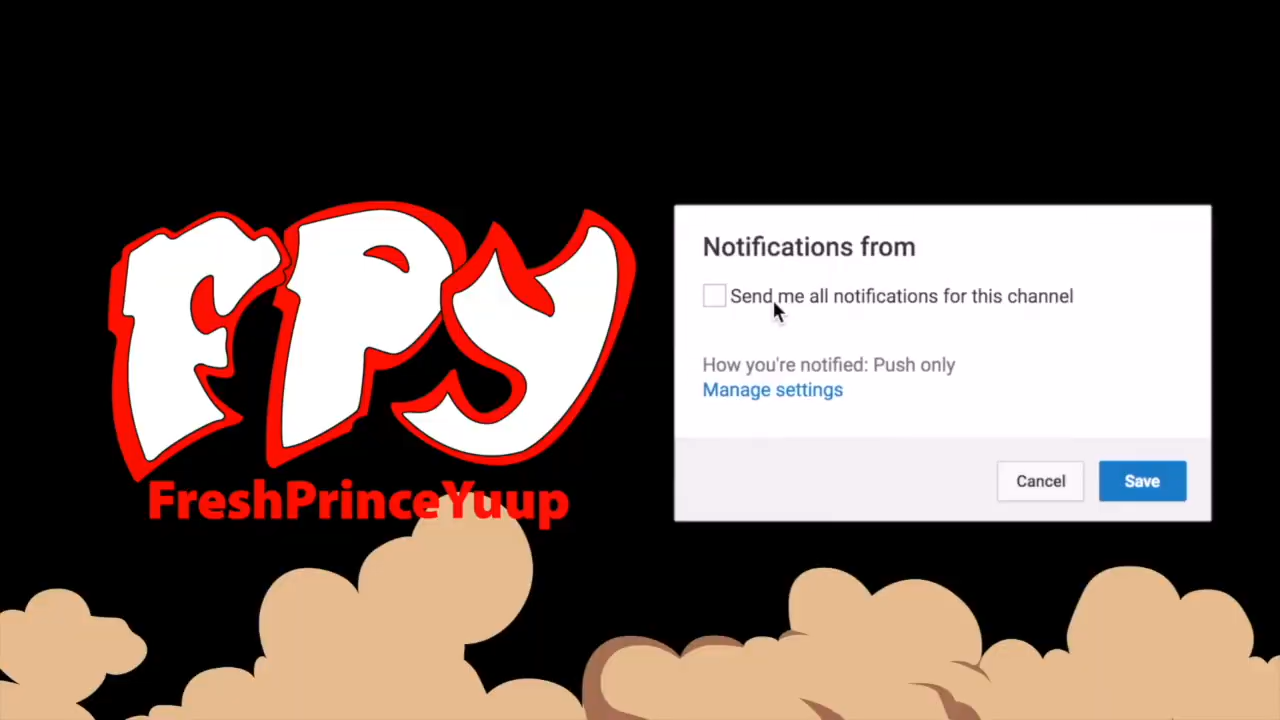 FPY
FreshPrinceYuup
Notifications from
Send me all notifications for this channel
How you're notified: Push only
Manage settings
Cancel
Save